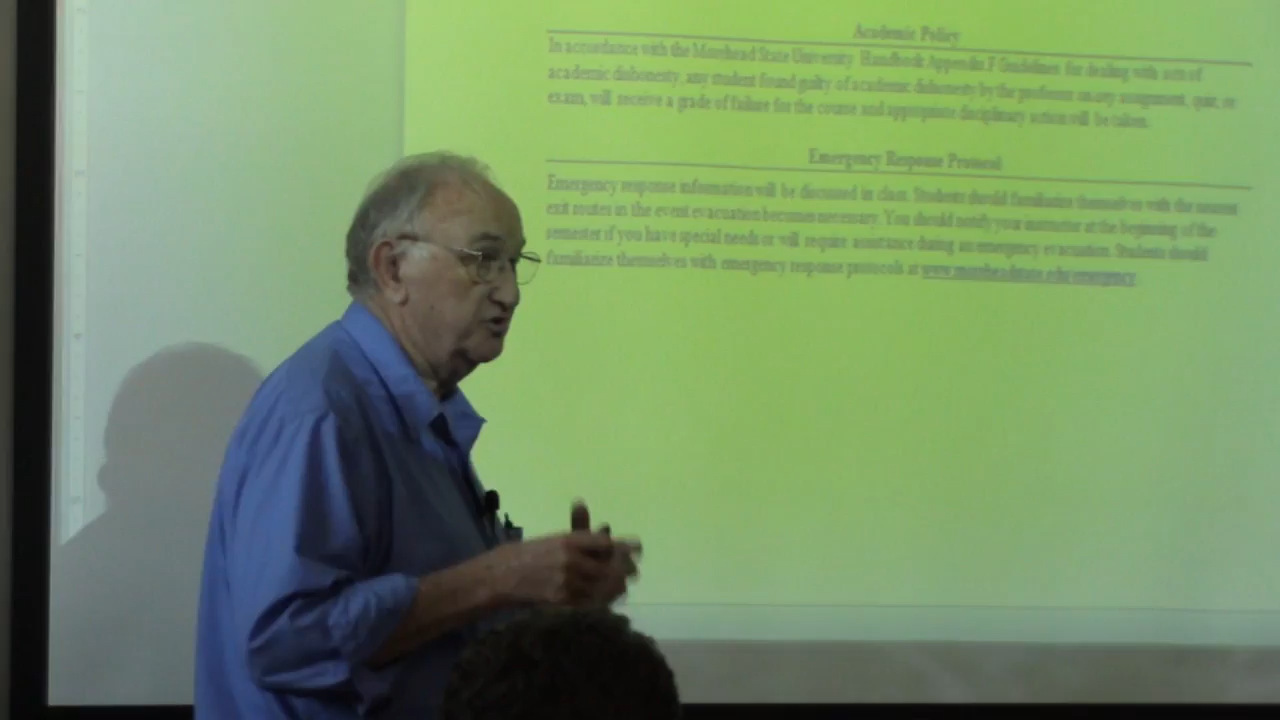 Academic Policy
In accordance with the Morehead State University Handbook Appendix F Guidelines for dealing with acts of
academic dishonesty, any student found guilty of academic dishonesty by the professor on any assignment, quiz, or
exam, will receive a grade of failure for the course and appropriate disciplinary action will be taken.
Emergency Response Protocol
Emergency response information will be discussed in class. Students should familiarize themselves with the nearest
exit routes in the event evacuation becomes necessary. You should notify your instructor at the beginning of the
semester if you have special needs or will require assistance during an emergency evacuation. Students should
familiarize themselves with emergency response protocols at www.moreheadstate.edu/emergency